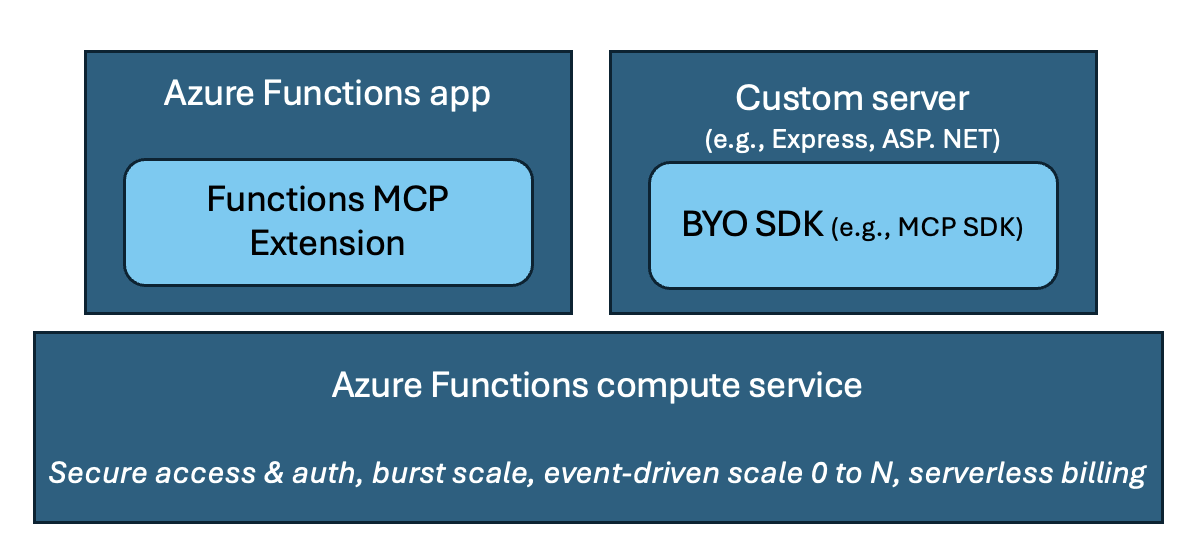 Azure Functions app
Functions MCP
Extension
Custom server
(e.g., Express, ASP. NET)
BYO SDK (e.g., MCP SDK)
Azure Functions compute service
Secure access & auth, burst scale, event-driven scale 0 to N, serverless billing